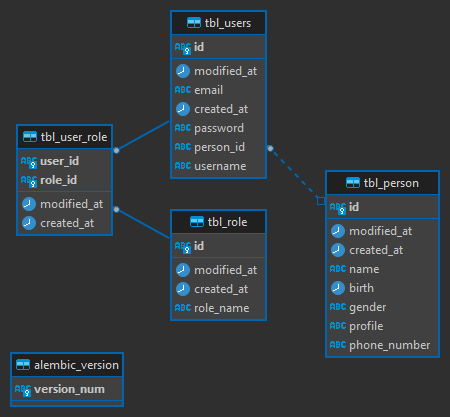 tbl_users
id
modified_at
email
created_at
password
person_id
username
tbl_user_role
user_id
role_id
modified_at
created_at
tbl_role
id
modified_at
created_at
role_name
tbl_person
id
modified_at
created_at
name
birth
gender
profile
phone_number
alembic_version
version_num